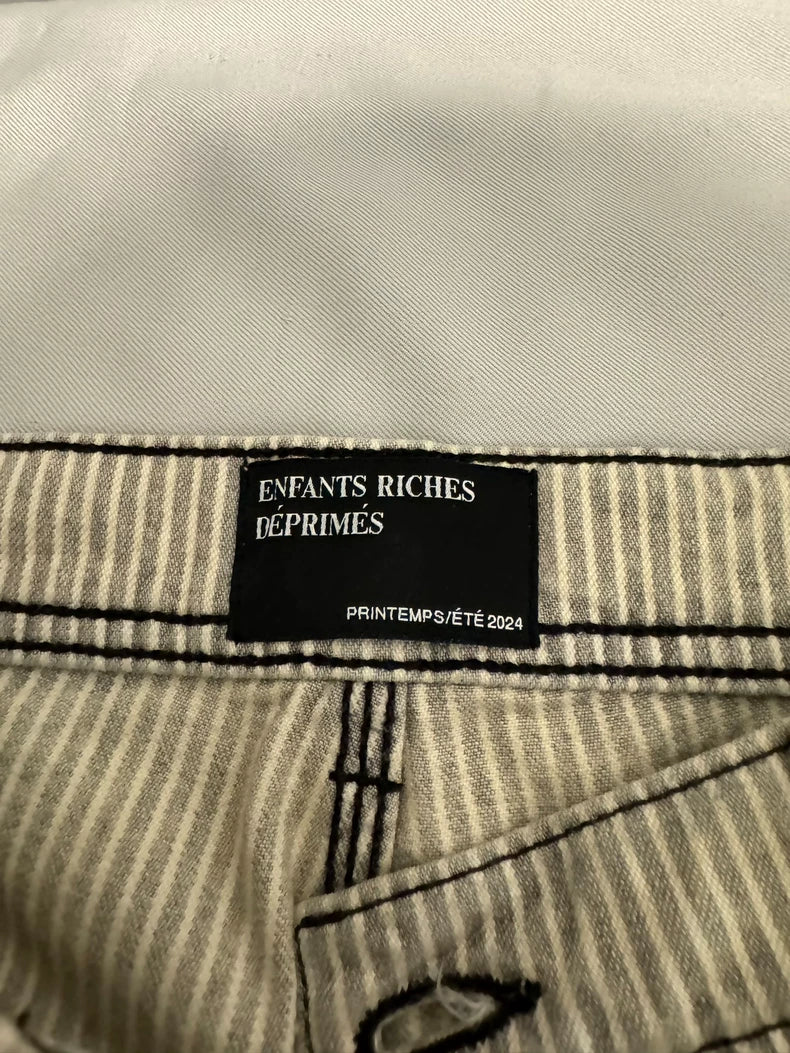 ENFANTS RICHES
DÉPRIMÉS
PRINTEMPS/ÉTÉ 2024